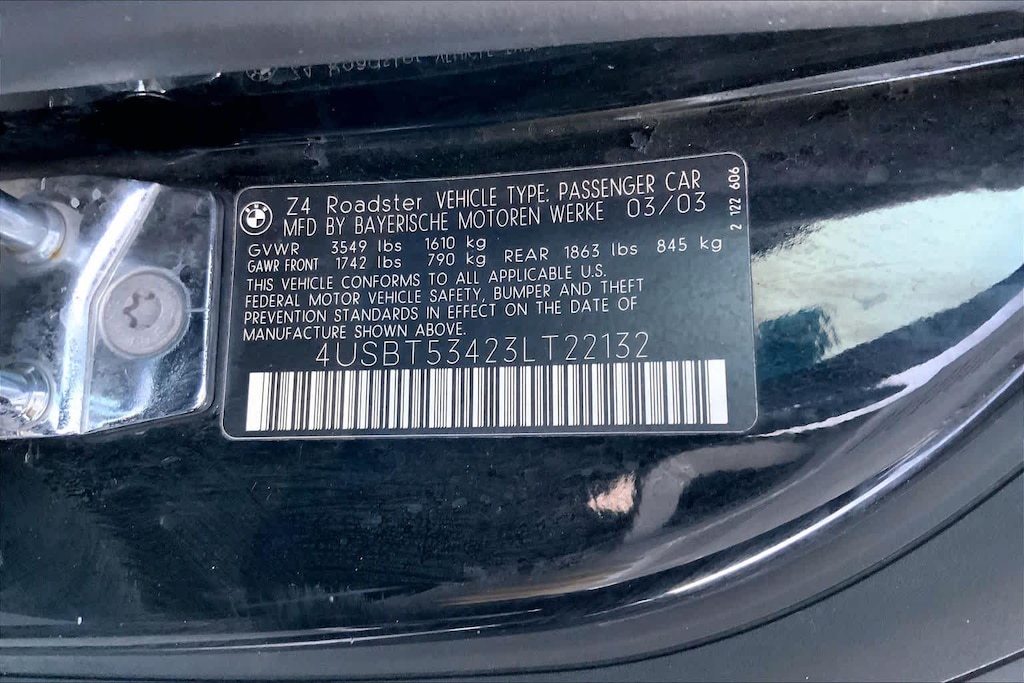 Z4 Roadster VEHICLE TYPE: PASSENGER CAR
MFD BY BAYERISCHE MOTOREN WERKE 03/03
GVWR 3549 lbs 1610 kg
GAWR FRONT 1742 lbs 790 kg REAR 1863 lbs 845 kg
THIS VEHICLE CONFORMS TO ALL APPLICABLE U.S.
FEDERAL MOTOR VEHICLE SAFETY, BUMPER AND THEFT
PREVENTION STANDARDS IN EFFECT ON THE DATE OF
MANUFACTURE SHOWN ABOVE.
4USBT53423LT22132
2 122 606